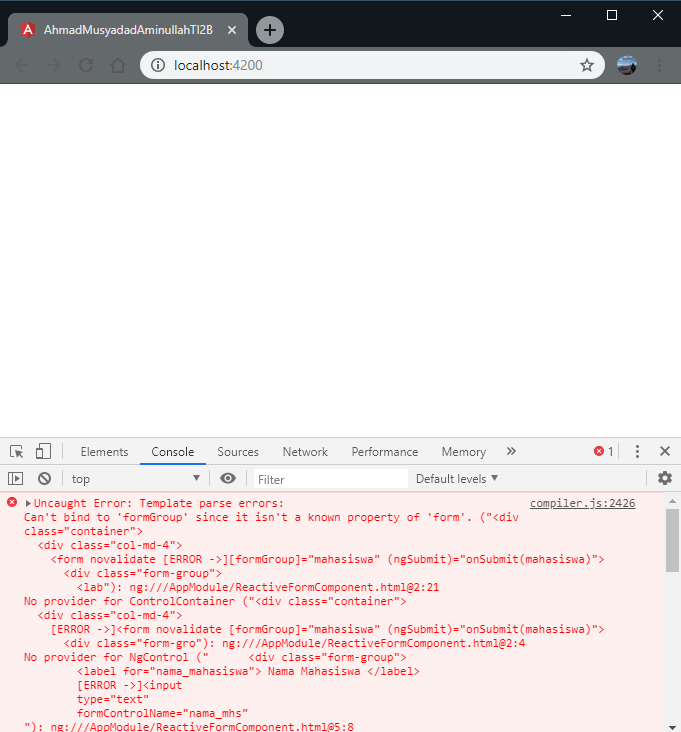 AhmadMusyadadAminullahTI2B
localhost:4200
Elements Console Sources Network Performance Memory 1
top Filter Default levels
Uncaught Error: Template parse errors: compiler.js:2426
Can't bind to 'formGroup' since it isn't a known property of 'form'. ("<div
class="container">
<div class="col-md-4">
<form novalidate [ERROR ->][formGroup]="mahasiswa" (ngSubmit)="onSubmit(mahasiswa)">
<div class="form-group">
<lab"): ng:///AppModule/ReactiveFormComponent.html@2:21
No provider for ControlContainer ("<div class="container">
<div class="col-md-4">
[ERROR ->]<form novalidate [formGroup]="mahasiswa" (ngSubmit)="onSubmit(mahasiswa)">
<div class="form-gro"): ng:///AppModule/ReactiveFormComponent.html@2:4
No provider for NgControl (" <div class="form-group">
<label for="nama_mahasiswa"> Nama Mahasiswa </label>
[ERROR ->]<input
type="text"
formControlName="nama_mhs"
"): ng:///AppModule/ReactiveFormComponent.html@5:8